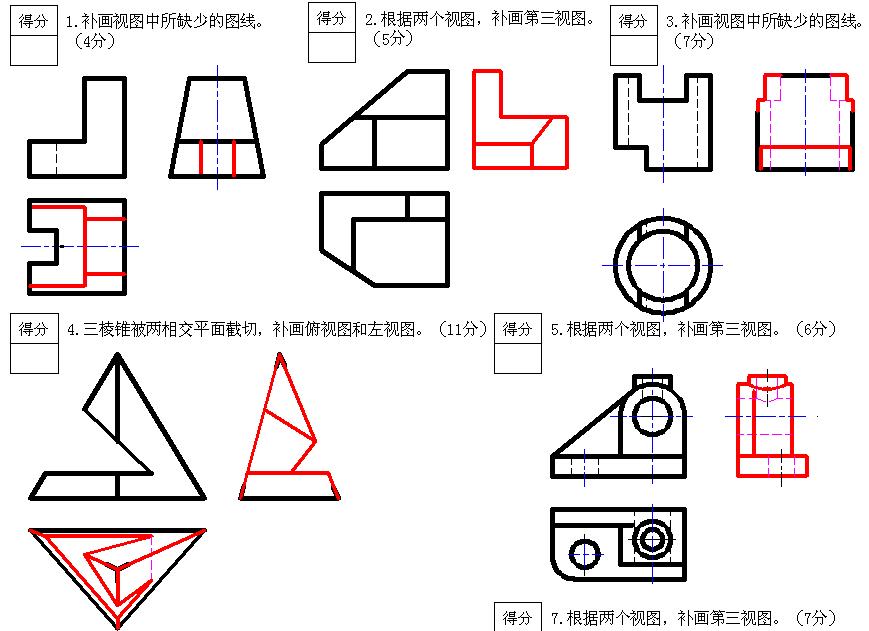 得分
1.补画视图中所缺少的图线。
（4分）
得分
2.根据两个视图，补画第三视图。
（5分）
得分
3.补画视图中所缺少的图线。
（7分）
得分
4.三棱锥被两相交平面截切，补画俯视图和左视图。（11分）
得分
5.根据两个视图，补画第三视图。（6分）
得分
7.根据两个视图，补画第三视图。（7分）